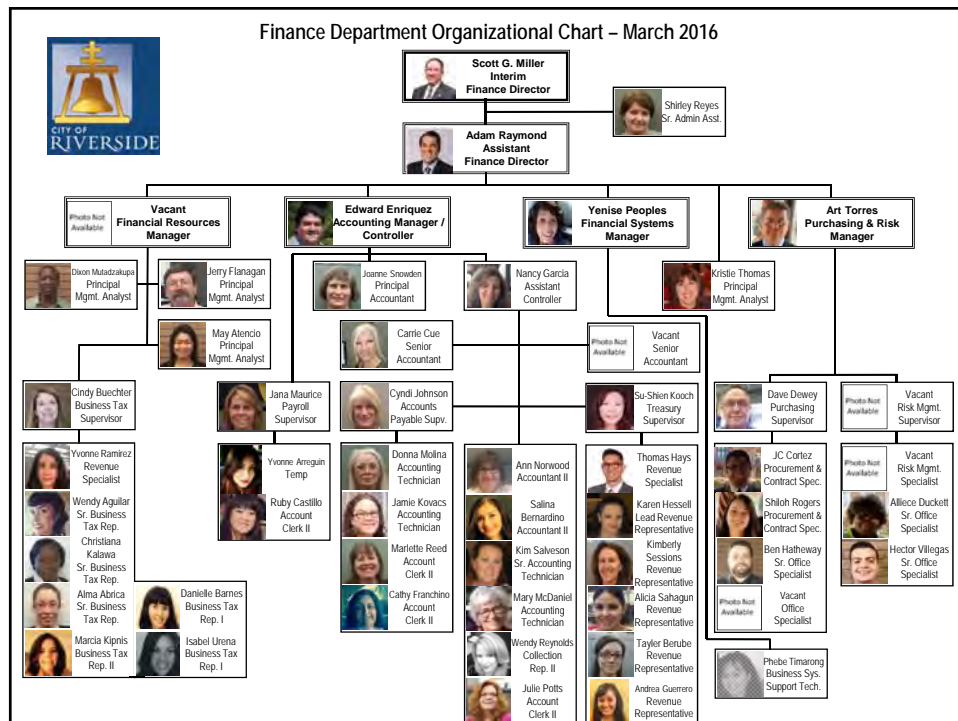 Finance Department Organizational Chart – March 2016
CITY OF
RIVERSIDE
Scott G. Miller
Interim
Finance Director
Shirley Reyes
Sr. Admin Asst.
Adam Raymond
Assistant
Finance Director
Photo Not
Available
Vacant
Financial Resources
Manager
Edward Enriquez
Accounting Manager /
Controller
Yenise Peoples
Financial Systems
Manager
Art Torres
Purchasing & Risk
Manager
Dixon Mutadzakupa
Principal
Mgmt. Analyst
Jerry Flanagan
Principal
Mgmt. Analyst
Joanne Snowden
Principal
Accountant
Nancy Garcia
Assistant
Controller
Kristie Thomas
Principal
Mgmt. Analyst
May Atencio
Principal
Mgmt. Analyst
Carrie Cue
Senior
Accountant
Photo Not
Available
Vacant
Senior
Accountant
Cindy Buechter
Business Tax
Supervisor
Jana Maurice
Payroll
Supervisor
Cyndi Johnson
Accounts
Payable Supv.
Su-Shien Kooch
Treasury
Supervisor
Dave Dewey
Purchasing
Supervisor
Photo Not
Available
Vacant
Risk Mgmt.
Supervisor
Yvonne Ramirez
Revenue
Specialist
Wendy Aguilar
Sr. Business
Tax Rep.
Christiana
Kalawa
Sr. Business
Tax Rep.
Alma Abrica
Sr. Business
Tax Rep.
Marcia Kipnis
Business Tax
Rep. II
Danielle Barnes
Business Tax
Rep. I
Isabel Urena
Business Tax
Rep. I
Yvonne Arreguin
Temp
Ruby Castillo
Account
Clerk II
Donna Molina
Accounting
Technician
Jamie Kovacs
Accounting
Technician
Marlette Reed
Account
Clerk II
Cathy Franchino
Account
Clerk II
Ann Norwood
Accountant II
Salina
Bernardino
Accountant II
Kim Salveson
Sr. Accounting
Technician
Mary McDaniel
Accounting
Technician
Wendy Reynolds
Collection
Rep. II
Julie Potts
Account
Clerk II
Thomas Hays
Revenue
Specialist
Karen Hessell
Lead Revenue
Representative
Kimberly
Sessions
Revenue
Representative
Alicia Sahagun
Revenue
Representative
Tayler Berube
Revenue
Representative
Andrea Guerrero
Revenue
Representative
JC Cortez
Procurement &
Contract Spec.
Shiloh Rogers
Procurement &
Contract Spec.
Ben Hatheway
Sr. Office
Specialist
Photo Not
Available
Vacant
Office
Specialist
Photo Not
Available
Vacant
Risk Mgmt.
Specialist
Alliece Duckett
Sr. Office
Specialist
Hector Villegas
Sr. Office
Specialist
Phebe Timarong
Business Sys.
Support Tech.